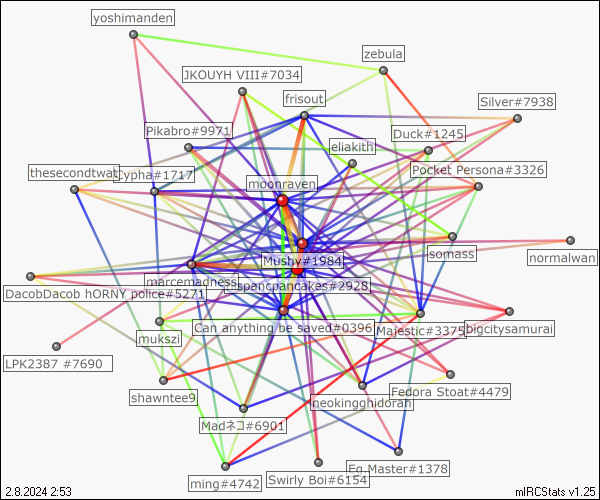 yoshimanden
zebula
JKOUYH VIII#7034
frisout
Silver#7938
Pikabro#9971
Duck#1245
eliakith
thesecondtwat
Cypha#1717
Pocket Persona#3326
moonraven
somass
normalwan
Mushy#1984
marcemadness
spancpancakes#2928
DacobDacob hORNY police#5271
Can anything be saved#0396
Majestic#3375
bigcitysamurai
mukszi
LPK2387 #7690
shawntee9
neokingghidorah
Fedora Stoat#4479
Madネコ#6901
Eg Master#1378
ming#4742
Swirly Boi#6154
2.8.2024 2:53
mIRCStats v1.25